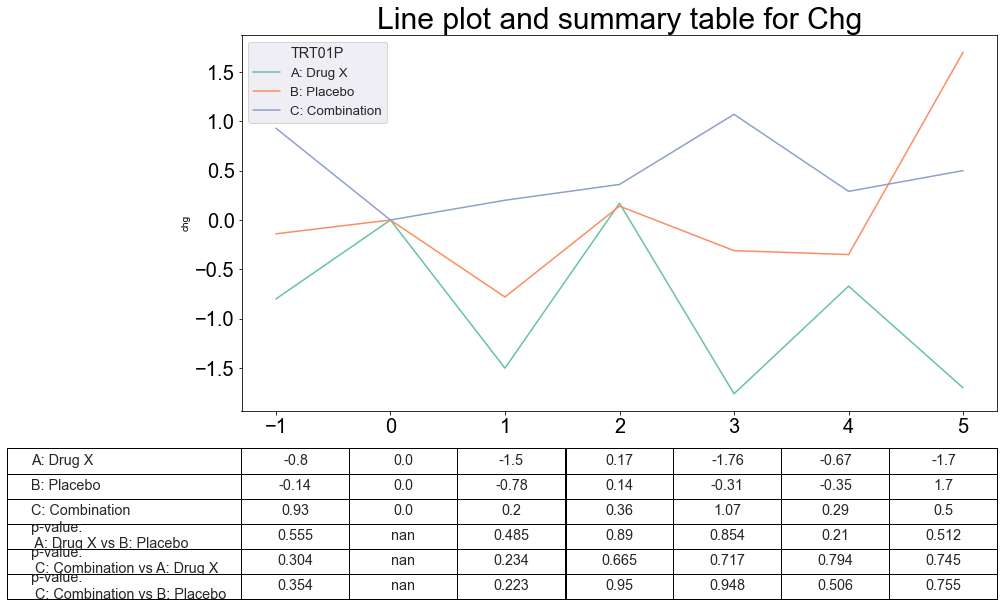 Line plot and summary table for Chg
TRT01P
A: Drug X
B: Placebo
C: Combination
1.5
1.0
0.5
0.0
−0.5
−1.0
−1.5
chg
−1 0 1 2 3 4 5
A: Drug X -0.8 0.0 -1.5 0.17 -1.76 -0.67 -1.7
B: Placebo -0.14 0.0 -0.78 0.14 -0.31 -0.35 1.7
C: Combination 0.93 0.0 0.2 0.36 1.07 0.29 0.5
p-value:
A: Drug X vs B: Placebo 0.555 nan 0.485 0.89 0.854 0.21 0.512
p-value:
C: Combination vs A: Drug X 0.304 nan 0.234 0.665 0.717 0.794 0.745
p-value:
C: Combination vs B: Placebo 0.354 nan 0.223 0.95 0.948 0.506 0.755